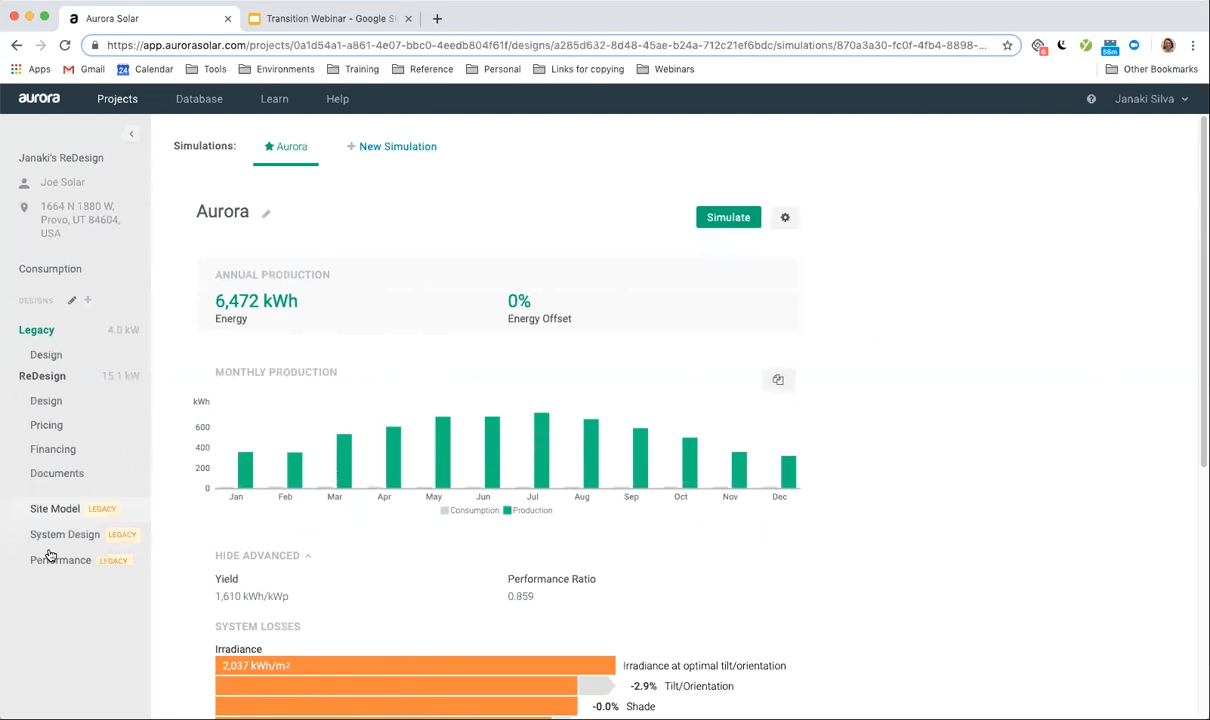 Aurora Solar
Transition Webinar - Google Sl
https://app.aurorasolar.com/projects/0a1d54a1-a861-4e07-bbc0-4eedb804f61f/designs/a285d632-8d48-45ae-b24a-712c21ef6bdc/simulations/870a3a30-fc0f-4fb4-8898-...
56m
Apps Gmail Calendar Tools Environments Training Reference Personal Links for copying Webinars Other Bookmarks
aurora Projects Database Learn Help Janaki Silva
Janaki's ReDesign
Joe Solar
1664 N 1880 W,
Provo, UT 84604,
USA
Consumption
DESIGNS
Legacy 4.0 kW
Design
ReDesign 15.1 kW
Design
Pricing
Financing
Documents
Site Model LEGACY
System Design LEGACY
Performance LEGACY
Simulations: Aurora + New Simulation
Aurora
Simulate
ANNUAL PRODUCTION
6,472 kWh 0%
Energy Energy Offset
MONTHLY PRODUCTION
kWh
600
400
200
0
Jan Feb Mar Apr May Jun Jul Aug Sep Oct Nov Dec
Consumption Production
HIDE ADVANCED
Yield Performance Ratio
1,610 kWh/kWp 0.859
SYSTEM LOSSES
Irradiance
2,037 kWh/m2 Irradiance at optimal tilt/orientation
-2.9% Tilt/Orientation
-0.0% Shade